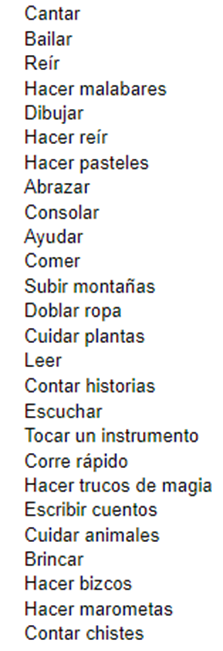 Cantar
Bailar
Reír
Hacer malabares
Dibujar
Hacer reír
Hacer pasteles
Abrazar
Consolar
Ayudar
Comer
Subir montañas
Doblar ropa
Cuidar plantas
Leer
Contar historias
Escuchar
Tocar un instrumento
Corre rápido
Hacer trucos de magia
Escribir cuentos
Cuidar animales
Brincar
Hacer bizcos
Hacer marometas
Contar chistes